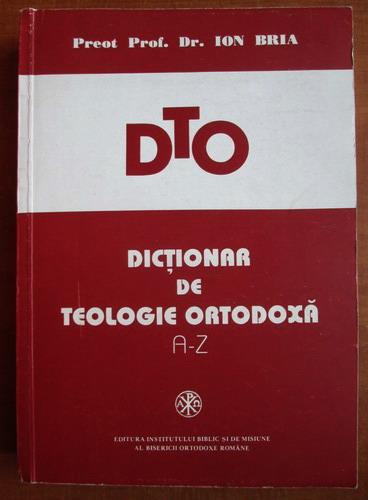 Preot Prof. Dr. ION BRIA
DTO
DICȚIONAR
DE
TEOLOGIE ORTODOXĂ
A-Z
Α Ω
EDITURA INSTITUTULUI BIBLIC ȘI DE MISIUNE
AL BISERICII ORTODOXE ROMÂNE